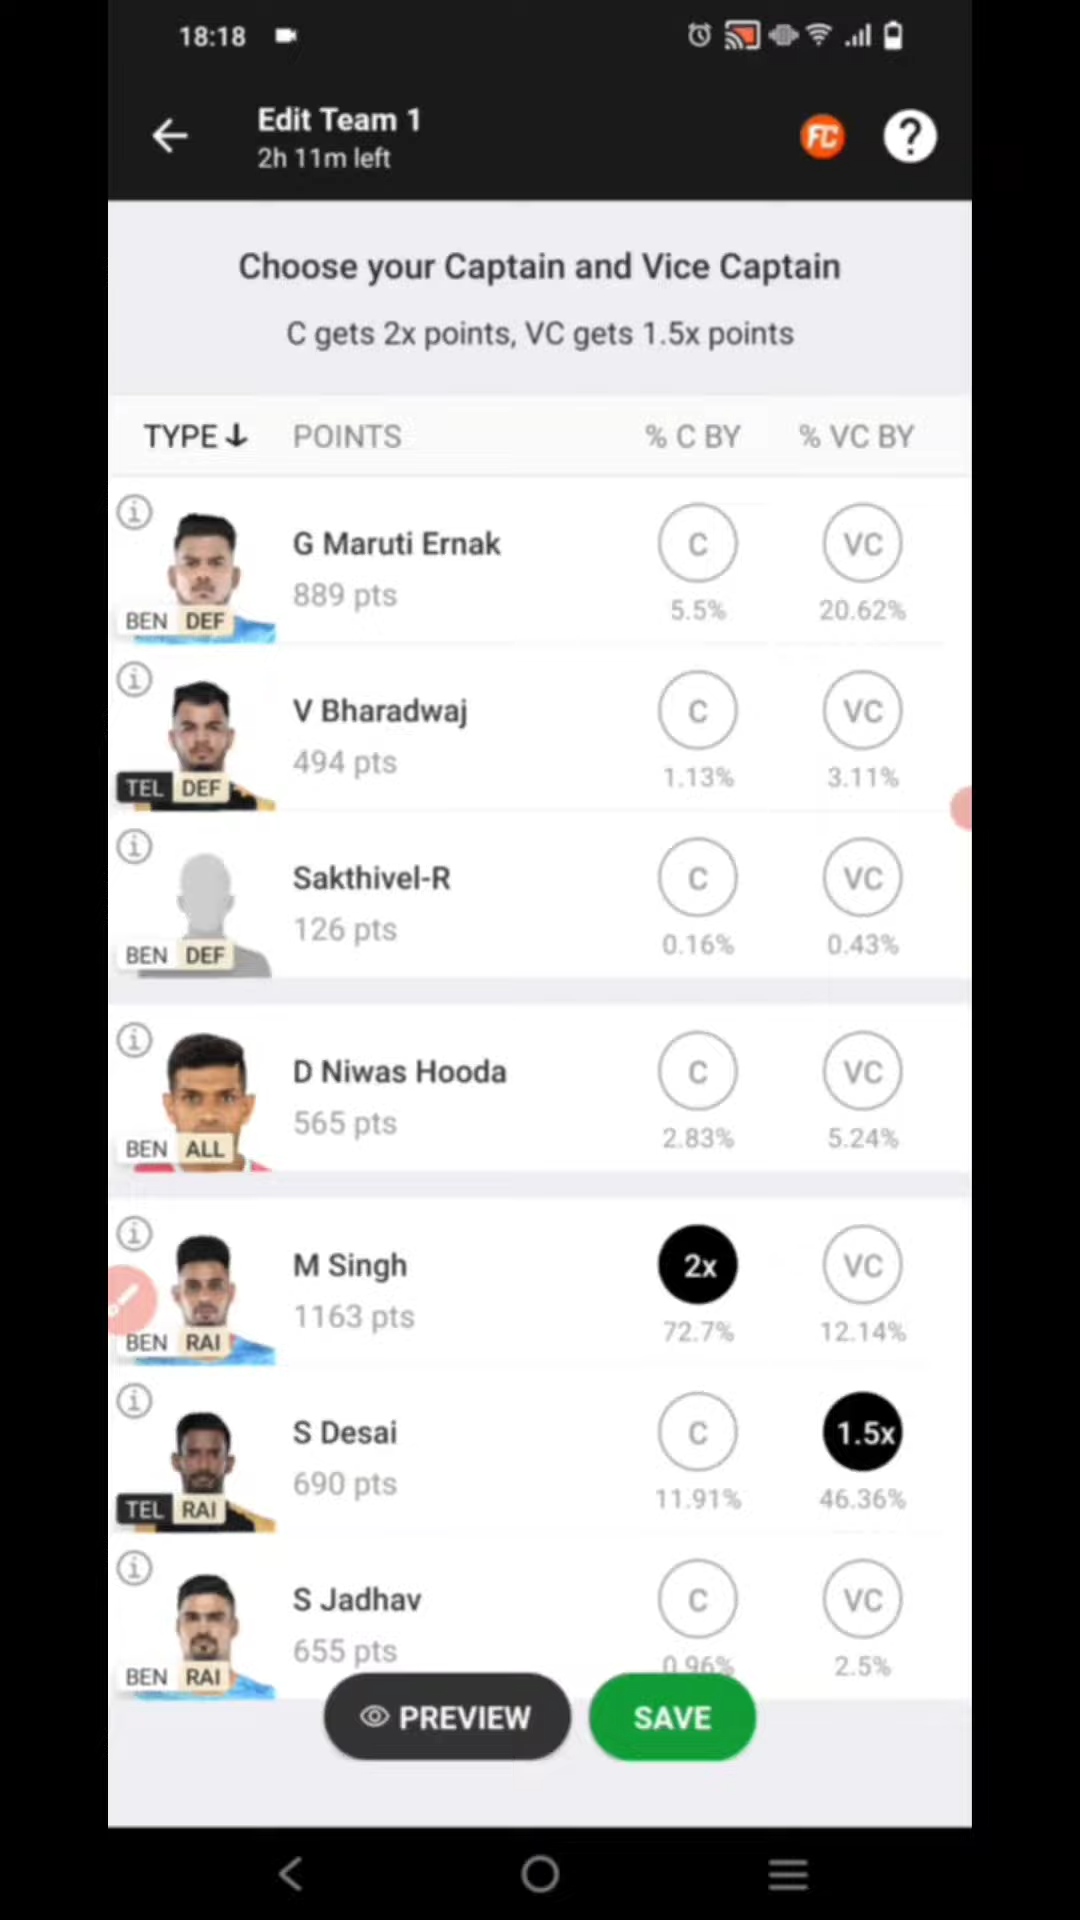 18:18
Edit Team 1
2h 11m left
FC
?
Choose your Captain and Vice Captain
C gets 2x points, VC gets 1.5x points
TYPE POINTS % C BY % VC BY
G Maruti Ernak C VC
889 pts 5.5% 20.62%
BEN DEF
V Bharadwaj C VC
494 pts 1.13% 3.11%
TEL DEF
Sakthivel-R C VC
126 pts 0.16% 0.43%
BEN DEF
D Niwas Hooda C VC
565 pts 2.83% 5.24%
BEN ALL
M Singh 2x VC
1163 pts 72.7% 12.14%
BEN RAI
S Desai C 1.5x
690 pts 11.91% 46.36%
TEL RAI
S Jadhav C VC
655 pts 0.96% 2.5%
BEN RAI
PREVIEW SAVE